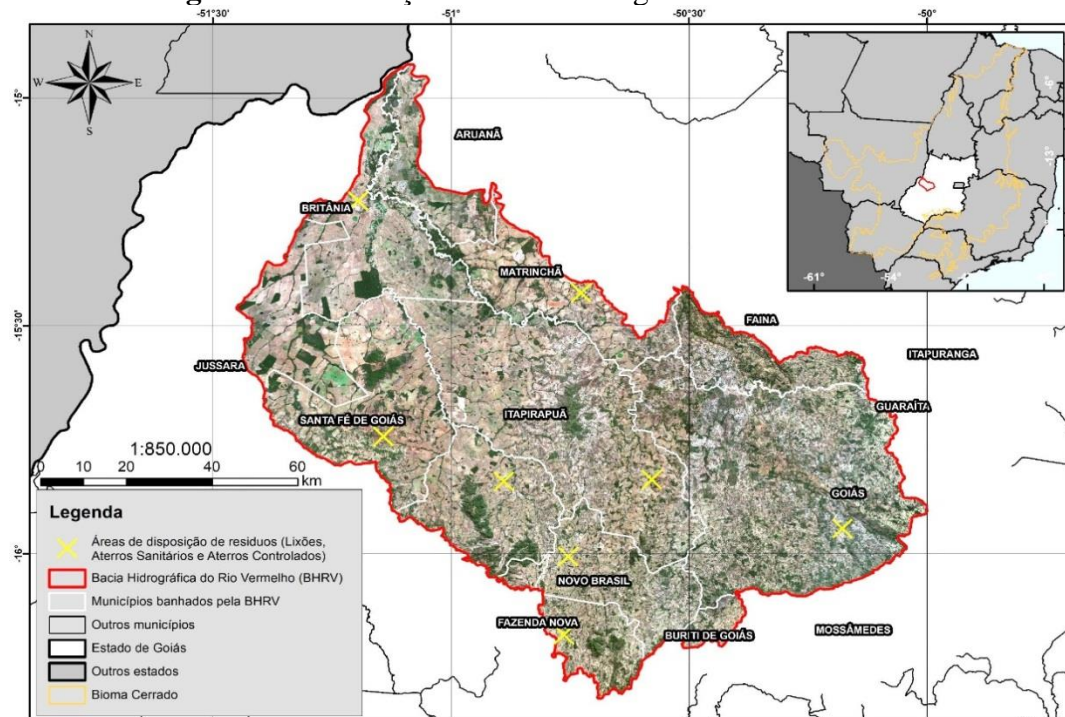 -51°30'
-51°
-50°30'
-50°
N
W
E
S
-15°
-15°30'
-16°
ARUANÃ
BRITÂNIA
MATRINCHÃ
FAINA
ITAPURANGA
JUSSARA
GUARAÍTA
SANTA FÉ DE GOIÁS
ITAPIRAPUÃ
GOIÁS
NOVO BRASIL
FAZENDA NOVA
BURITI DE GOIÁS
MOSSÂMEDES
-6°
-13°
-61°
-54°
1:850.000
0 10 20 40 60
km
Legenda
Áreas de disposição de residuos (Lixões,
Aterros Sanitários e Aterros Controlados)
Bacia Hidrográfica do Rio Vermelho (BHRV)
Municípios banhados pela BHRV
Outros municípios
Estado de Goiás
Outros estados
Bioma Cerrado